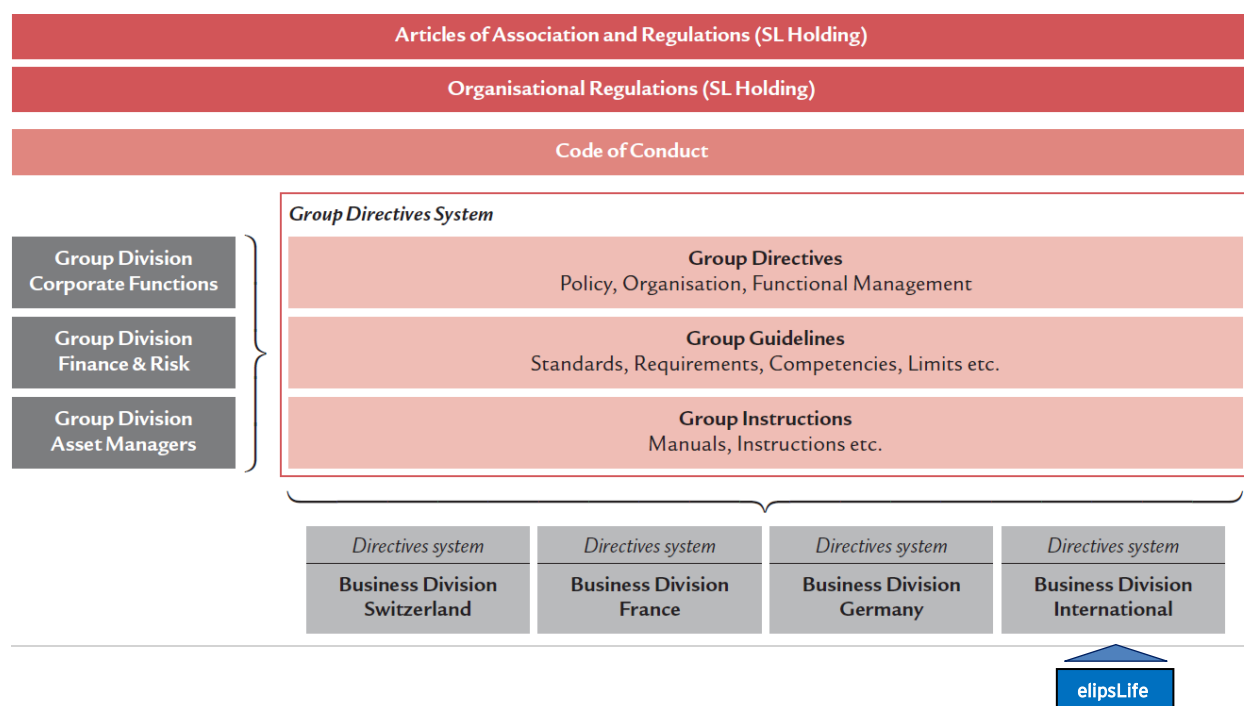 Articles of Association and Regulations (SL Holding)
Organisational Regulations (SL Holding)
Code of Conduct
Group Directives System
Group Division
Corporate Functions
Group Directives
Policy, Organisation, Functional Management
Group Division
Finance & Risk
Group Guidelines
Standards, Requirements, Competencies, Limits etc.
Group Division
Asset Managers
Group Instructions
Manuals, Instructions etc.
Directives system
Business Division
Switzerland
Directives system
Business Division
France
Directives system
Business Division
Germany
Directives system
Business Division
International
elipsLife